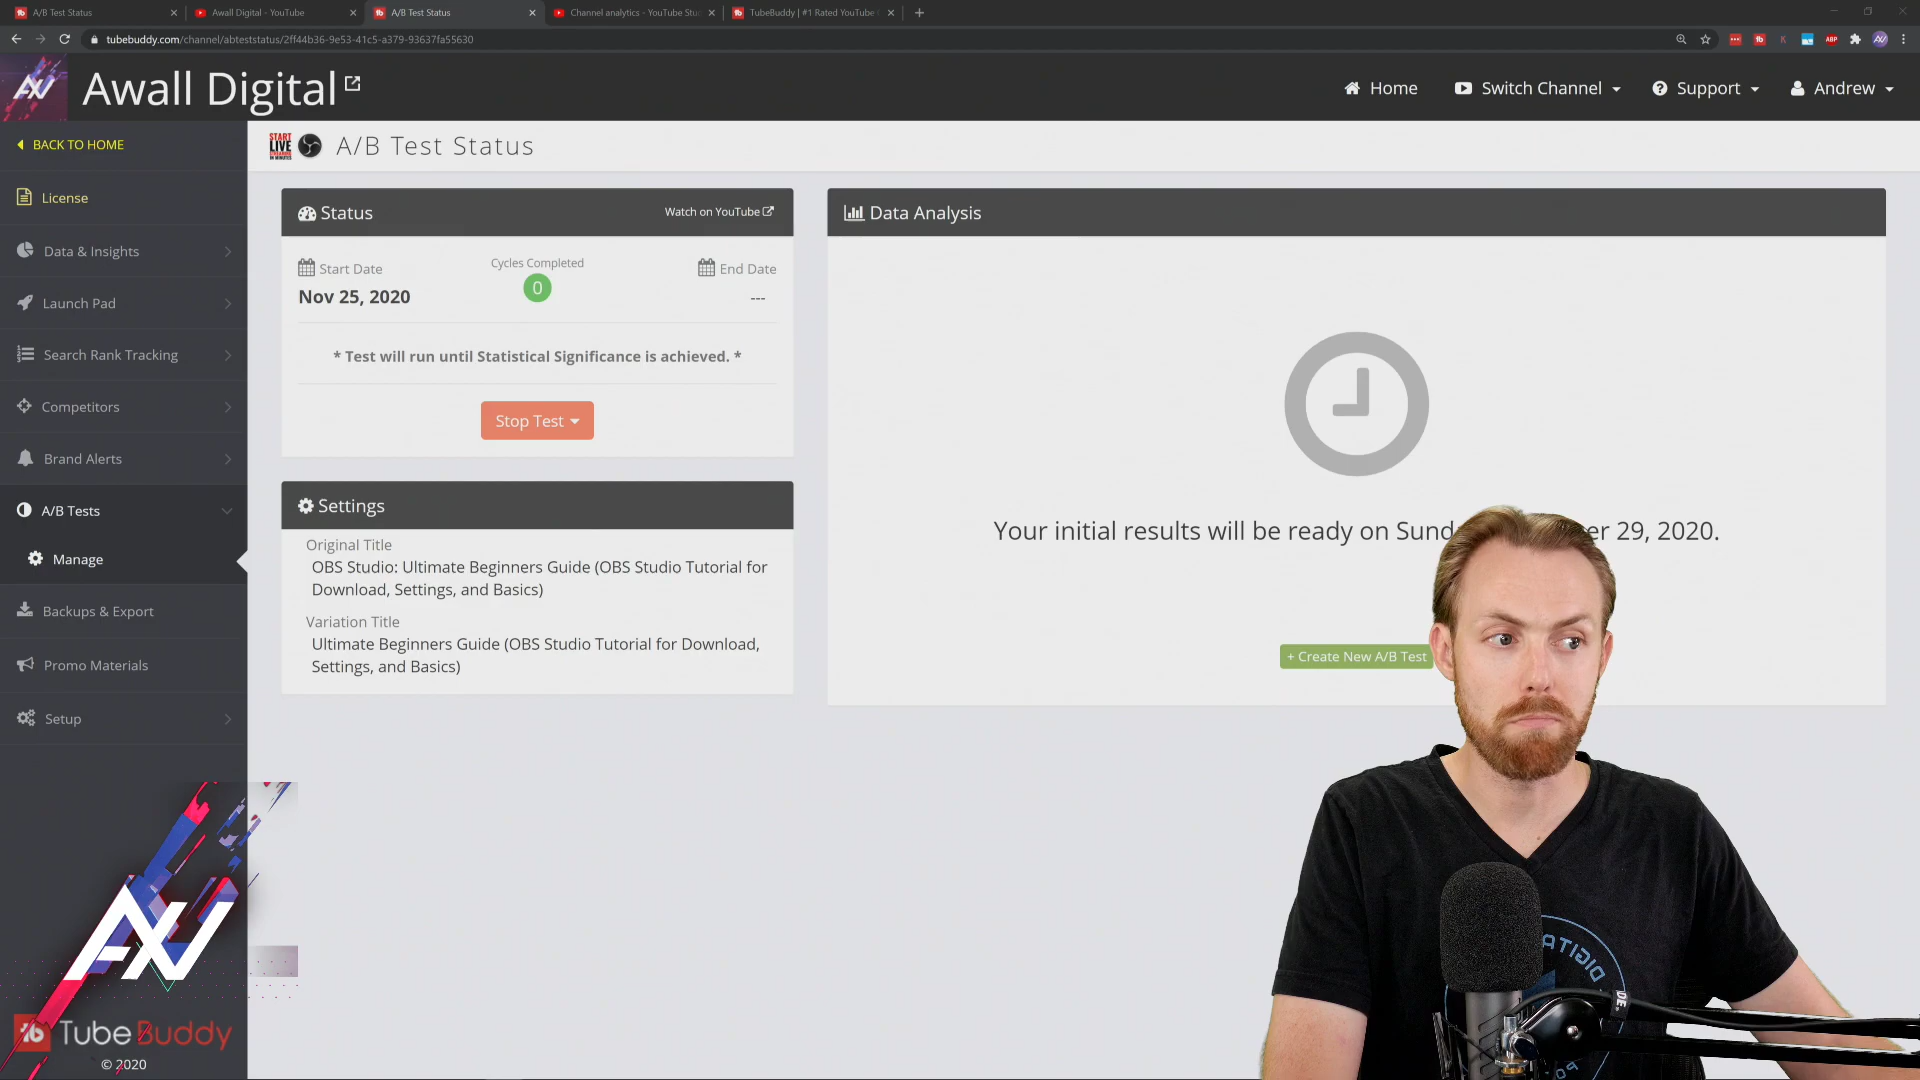 A/B Test Status
Awall Digital - YouTube
A/B Test Status
Channel analytics - YouTube Stu
TubeBuddy | #1 Rated YouTube
tubebuddy.com/channel/abteststatus/2ff44b36-9e53-41c5-a379-93637fa55630
ABP
Awall Digital
Home
Switch Channel
Support
Andrew
BACK TO HOME
License
Data & Insights
Launch Pad
Search Rank Tracking
Competitors
Brand Alerts
A/B Tests
Manage
Backups & Export
Promo Materials
Setup
TubeBuddy
© 2020
START
LIVE
STREAMING
IN MINUTES
A/B Test Status
Status
Watch on YouTube
Start Date
Nov 25, 2020
Cycles Completed
0
End Date
---
* Test will run until Statistical Significance is achieved. *
Stop Test
Settings
Original Title
OBS Studio: Ultimate Beginners Guide (OBS Studio Tutorial for
Download, Settings, and Basics)
Variation Title
Ultimate Beginners Guide (OBS Studio Tutorial for Download,
Settings, and Basics)
Data Analysis
Your initial results will be ready on Sund er 29, 2020.
+ Create New A/B Test